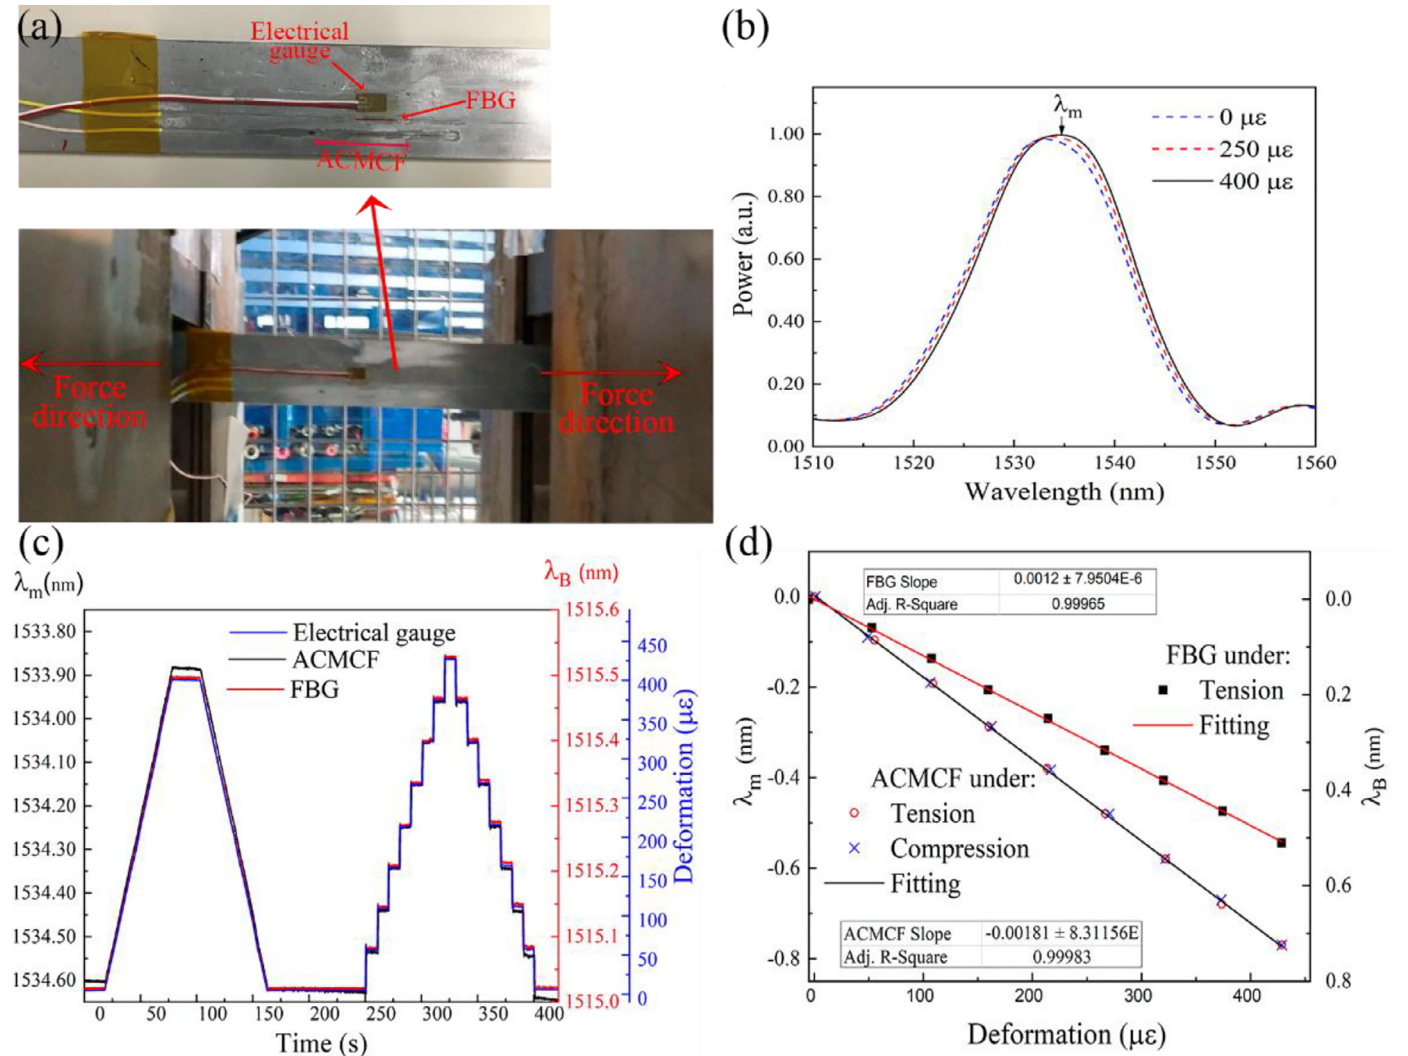 (a)
Electrical
gauge
FBG
ACMCF
Force
direction
Force
direction
(b)
λm
0 με
250 με
400 με
Power (a.u.)
1.00
0.80
1.00
0.60
0.40
0.20
0.00
1510
1520
1530
1540
1550
1560
Wavelength (nm)
(c)
λm(nm)
λB (nm)
Electrical gauge
ACMCF
FBG
1533.80
1533.90
1534.00
1534.10
1534.20
1534.30
1534.40
1534.50
1534.60
1515.6
1515.5
1515.4
1515.3
1515.2
1515.1
1515.0
450
400
350
300
250
200
150
100
50
0
Deformation (με)
0
50
100
150
200
250
300
350
400
Time (s)
(d)
FBG Slope 0.0012 ± 7.9504E-6
Adj. R-Square 0.99965
FBG under:
Tension
Fitting
ACMCF under:
Tension
Compression
Fitting
ACMCF Slope -0.00181 ± 8.31156E
Adj. R-Square 0.99983
λm (nm)
0.0
-0.2
-0.4
-0.6
-0.8
λB (nm)
0.0
0.2
0.4
0.6
0.8
0
100
200
300
400
Deformation (με)